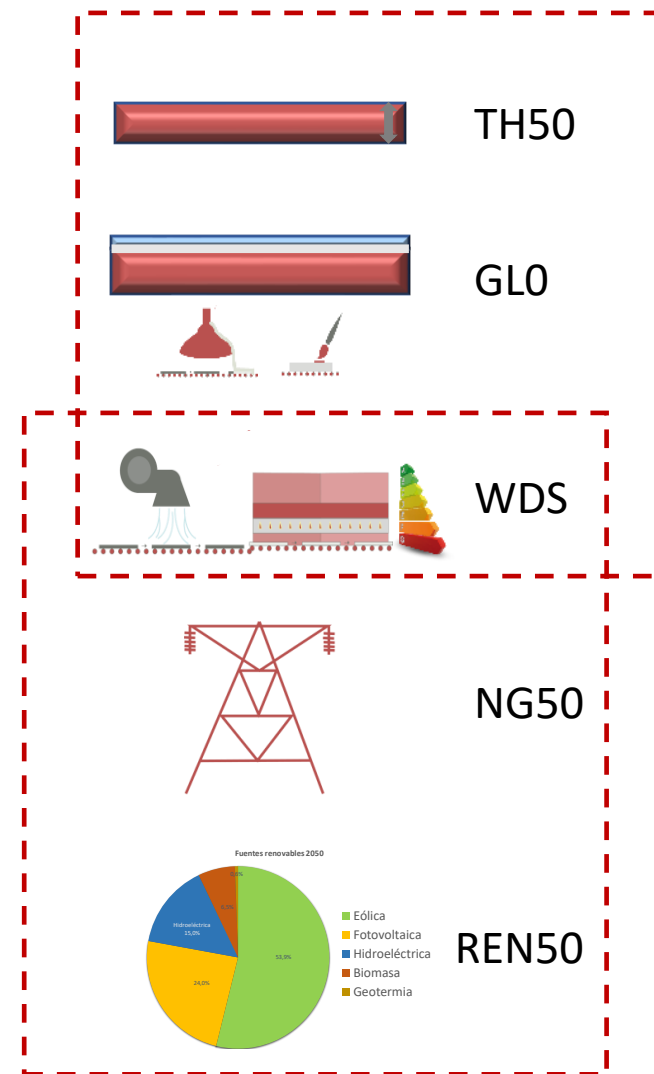 TH50
GL0
WDS
NG50
Fuentes renovables 2050
Hidroeléctrica
15,0%
24,0%
Eólica
Fotovoltaica
Hidroeléctrica
Biomasa
Geotermia
REN50